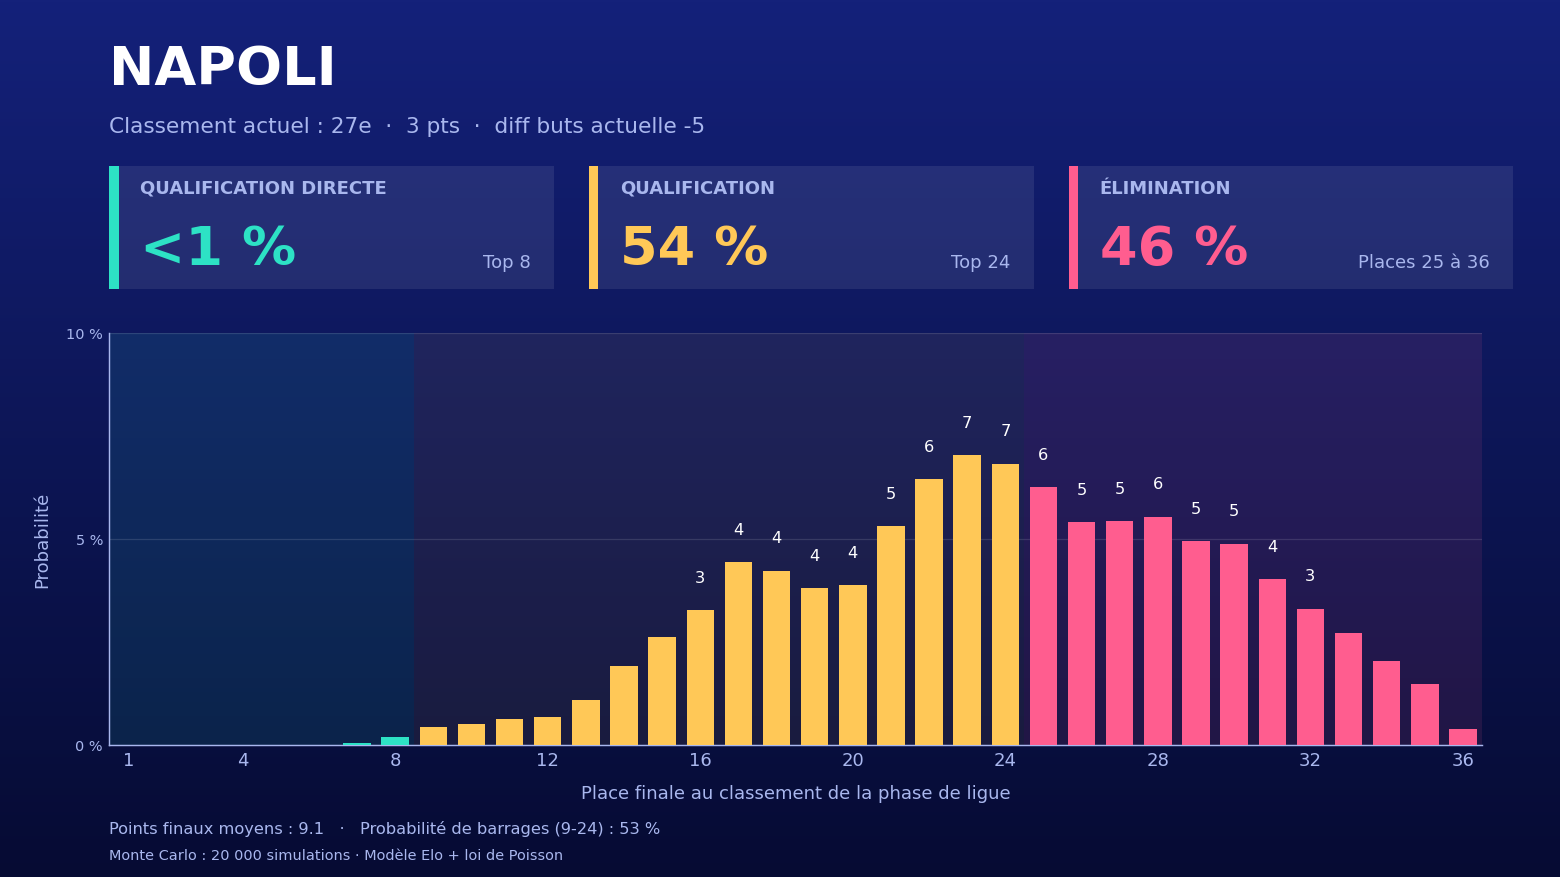 NAPOLI
Classement actuel : 27e · 3 pts · diff buts actuelle -5
QUALIFICATION DIRECTE
<1 %
Top 8
QUALIFICATION
54 %
Top 24
ÉLIMINATION
46 %
Places 25 à 36
Probabilité
10 %
5 %
0 %
3
4
4
4
4
5
6
7
7
6
5
5
6
5
5
4
3
1 4 8 12 16 20 24 28 32 36
Place finale au classement de la phase de ligue
Points finaux moyens : 9.1 · Probabilité de barrages (9-24) : 53 %
Monte Carlo : 20 000 simulations · Modèle Elo + loi de Poisson